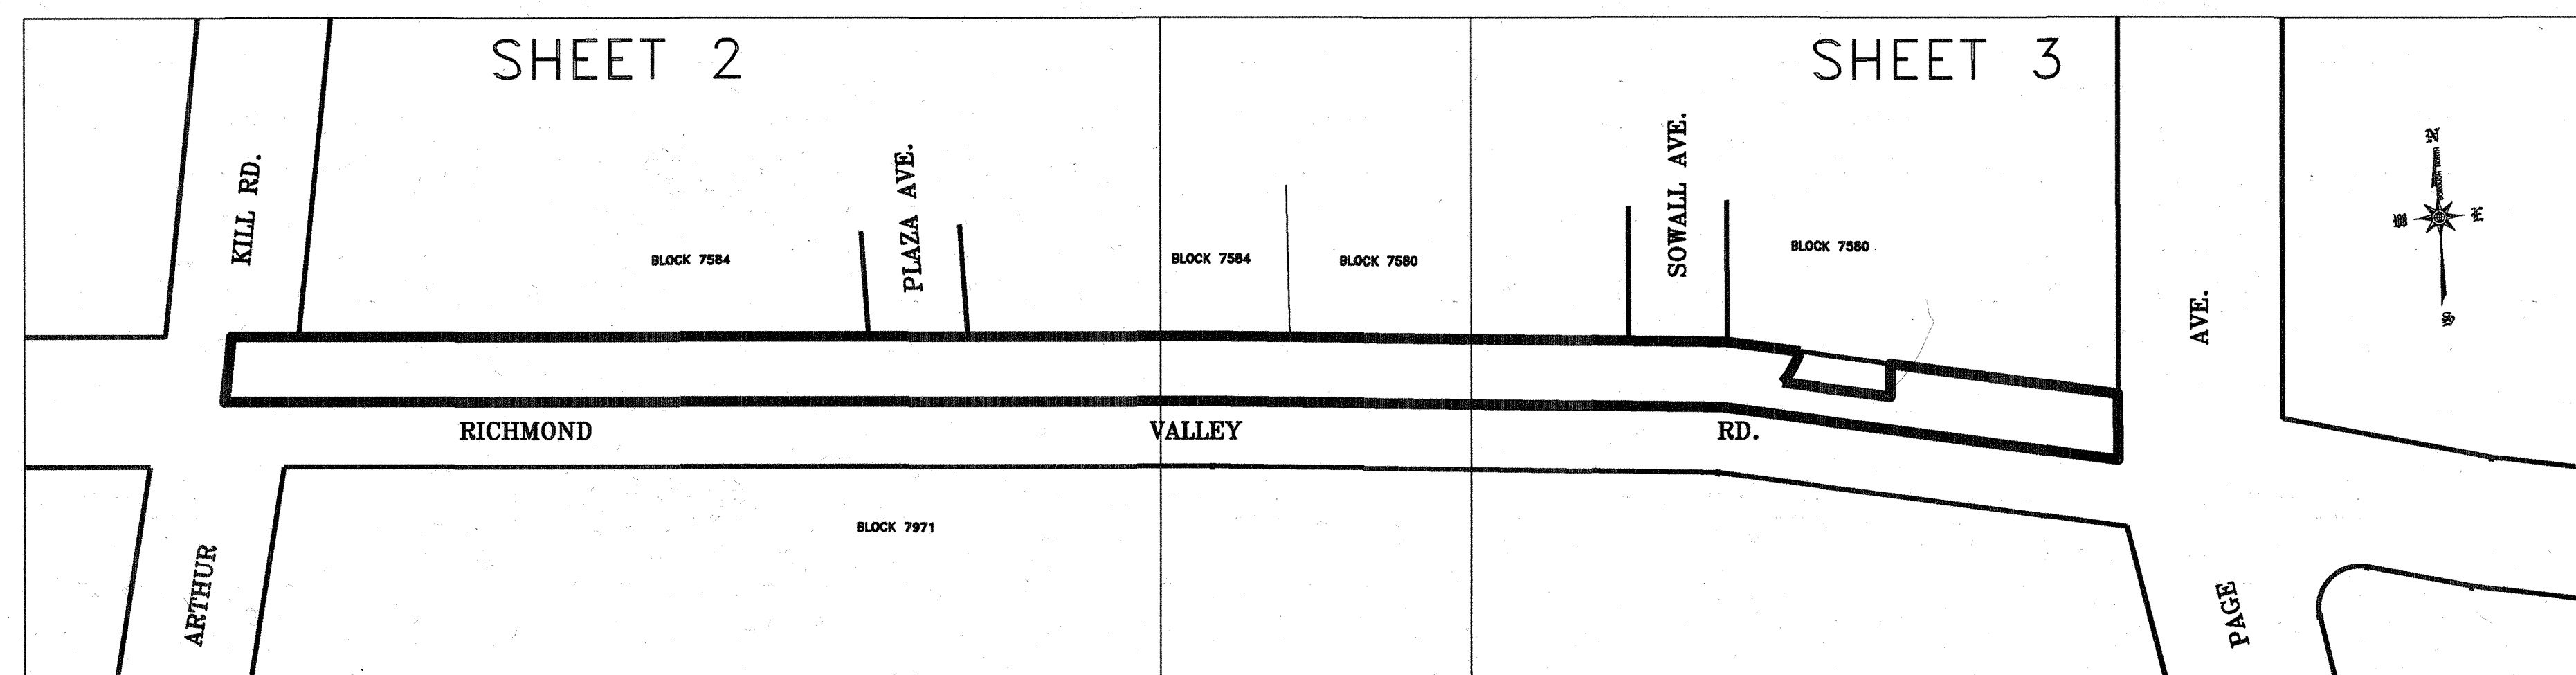 SHEET 2
SHEET 3
KILL RD.
PLAZA AVE.
SOWALL AVE.
AVE.
N
W E
S
BLOCK 7584
BLOCK 7584
BLOCK 7580
BLOCK 7580
RICHMOND VALLEY RD.
BLOCK 7971
ARTHUR
PAGE